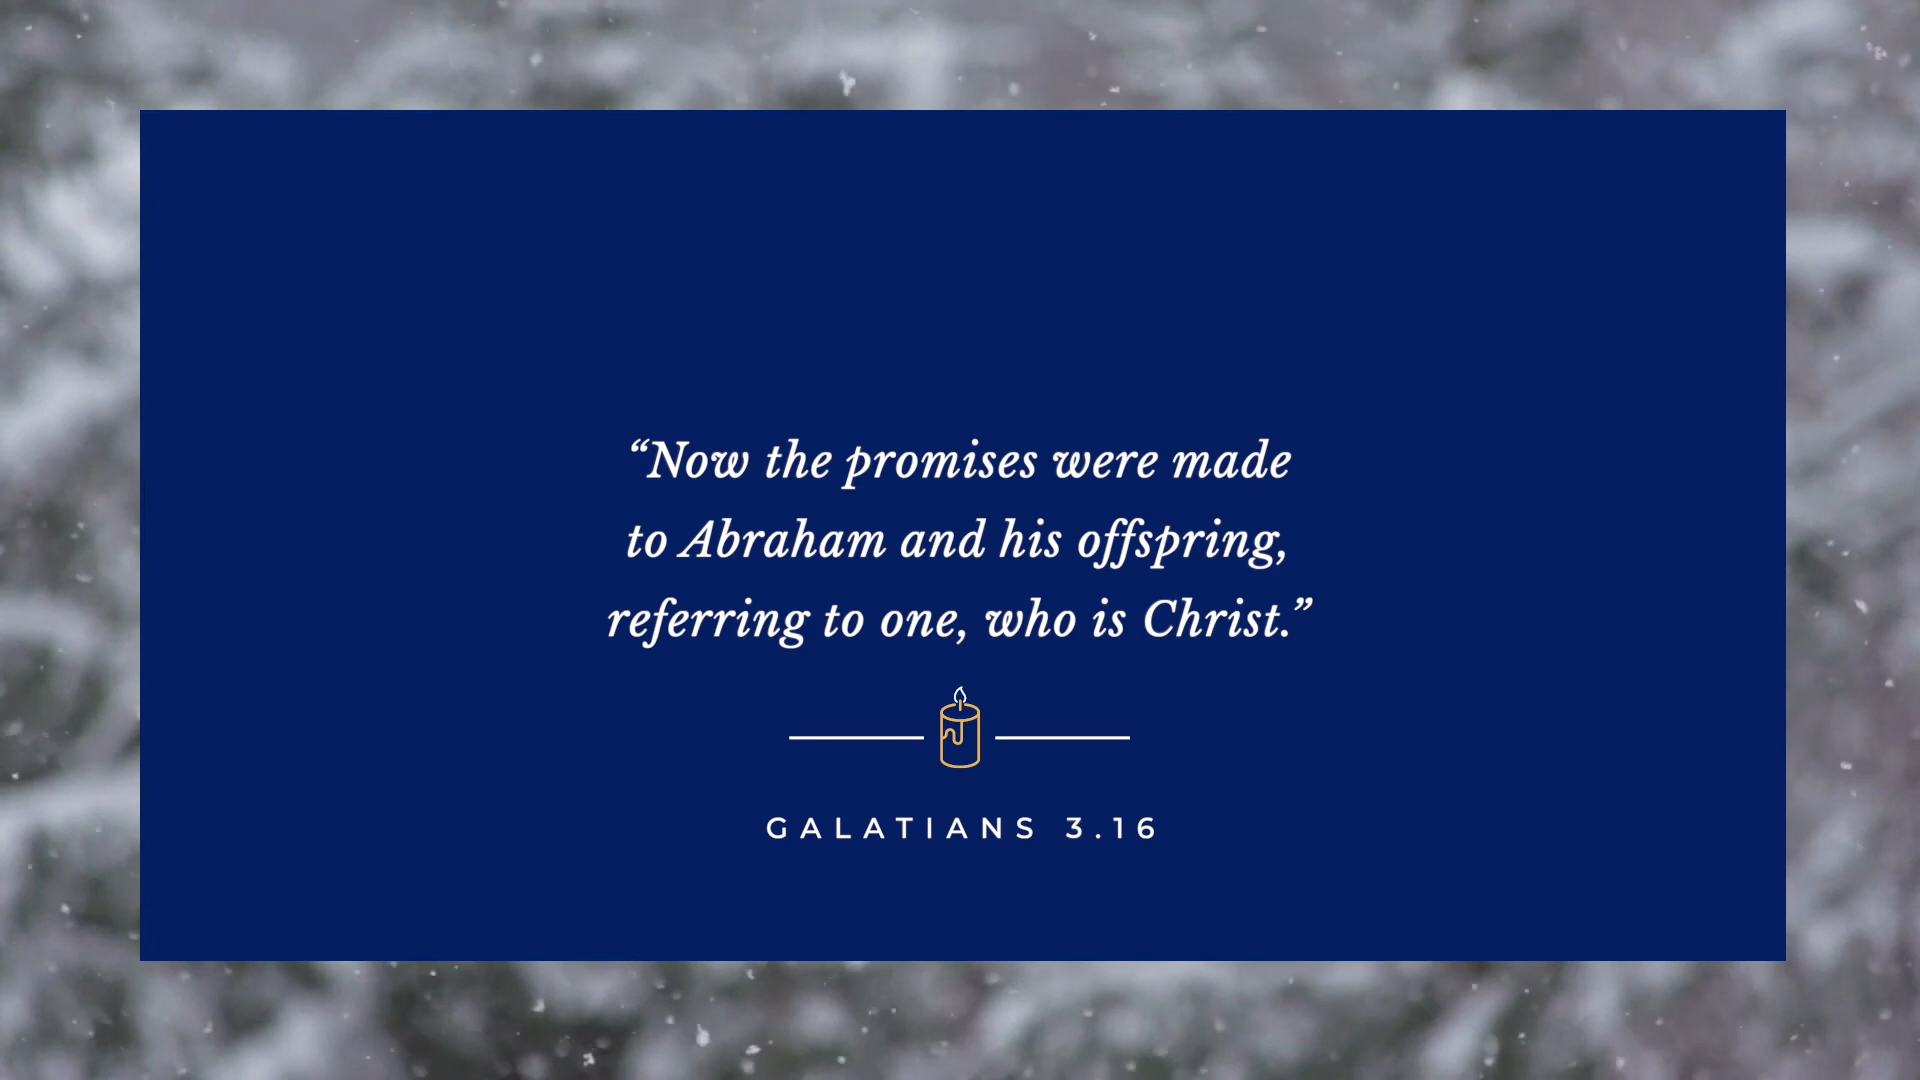 “Now the promises were made
to Abraham and his offspring,
referring to one, who is Christ.”
GALATIANS 3.16